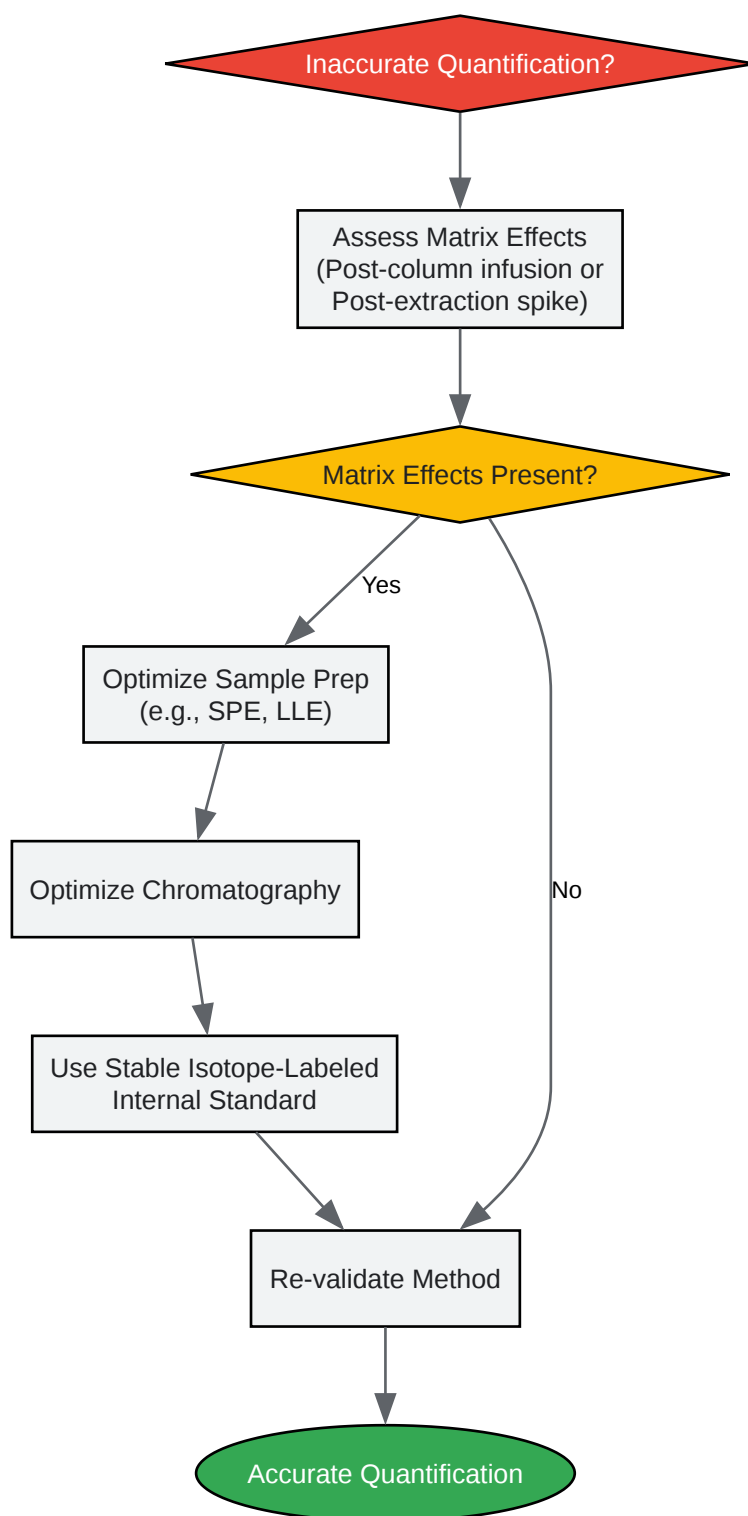 Inaccurate Quantification?
Assess Matrix Effects
(Post-column infusion or
Post-extraction spike)
Matrix Effects Present?
Yes
Optimize Sample Prep
(e.g., SPE, LLE)
Optimize Chromatography
No
Use Stable Isotope-Labeled
Internal Standard
Re-validate Method
Accurate Quantification